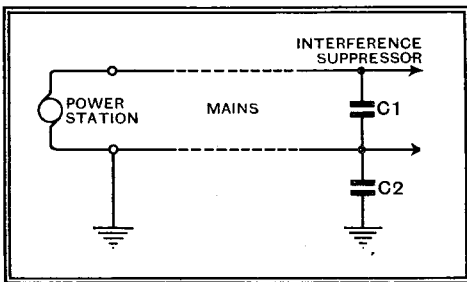 INTERFERENCE
SUPPRESSOR
POWER
STATION
MAINS
C1
C2